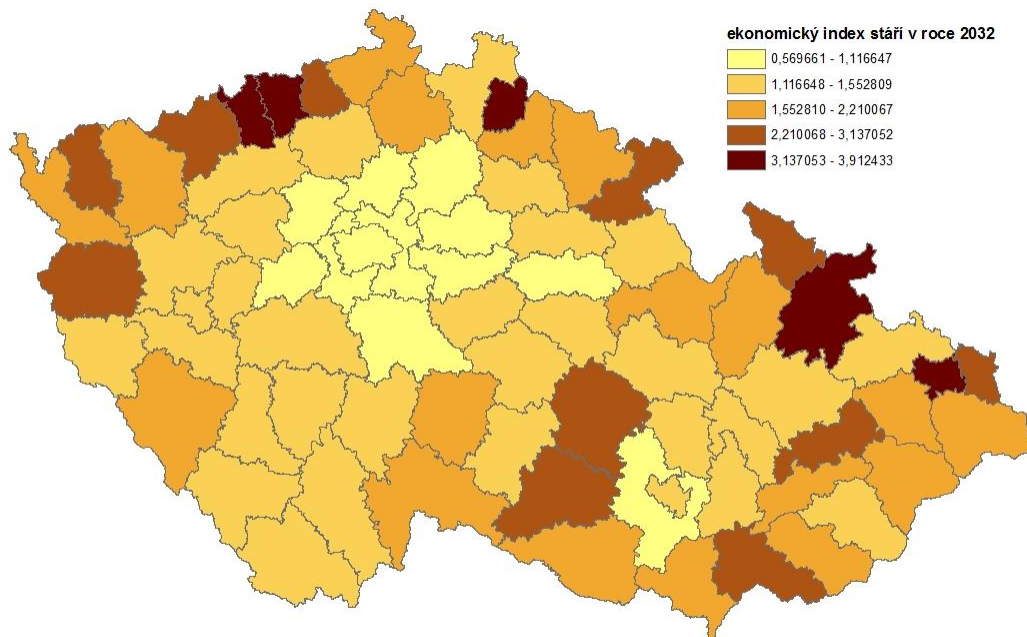 ekonomický index stáří v roce 2032
0,569661 - 1,116647
1,116648 - 1,552809
1,552810 - 2,210067
2,210068 - 3,137052
3,137053 - 3,912433